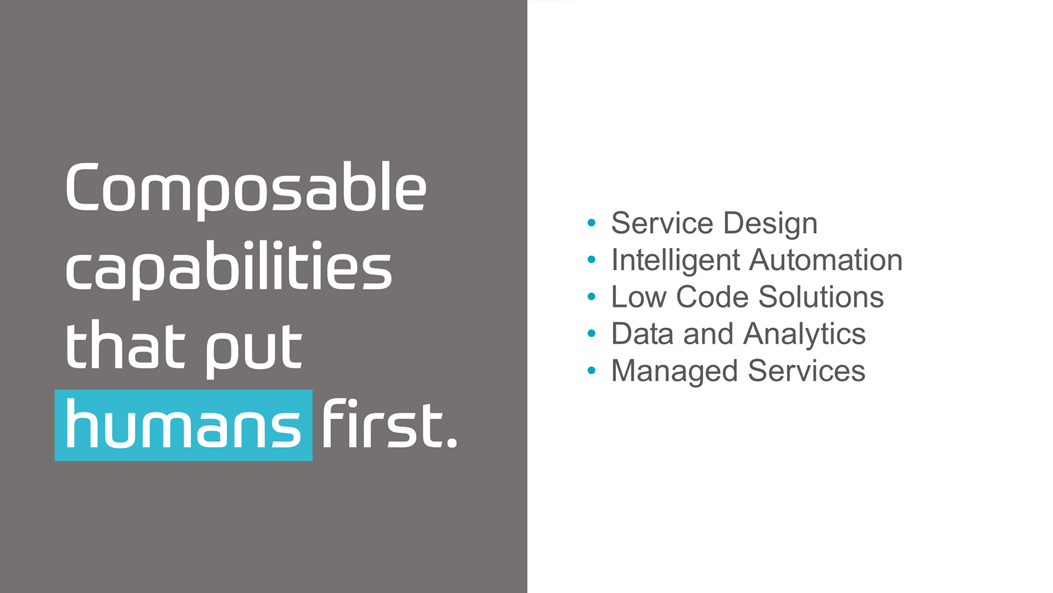 Composable
capabilities
that put
humans first.
• Service Design
• Intelligent Automation
• Low Code Solutions
• Data and Analytics
• Managed Services